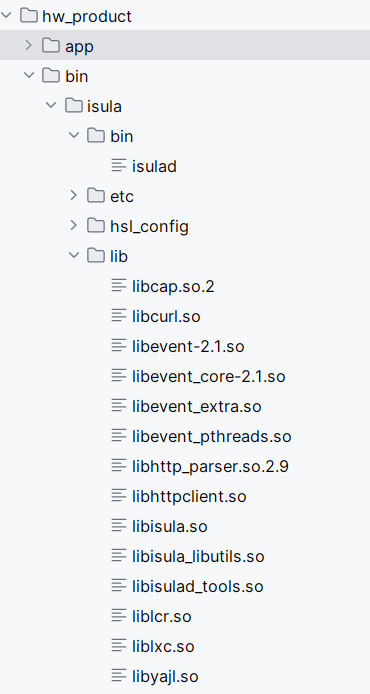 hw_product
app
bin
isula
bin
isulad
etc
hsl_config
lib
libcap.so.2
libcurl.so
libevent-2.1.so
libevent_core-2.1.so
libevent_extra.so
libevent_pthreads.so
libhttp_parser.so.2.9
libhttpclient.so
libisula.so
libisula_libutils.so
libisulad_tools.so
liblcr.so
liblxc.so
libyajl.so